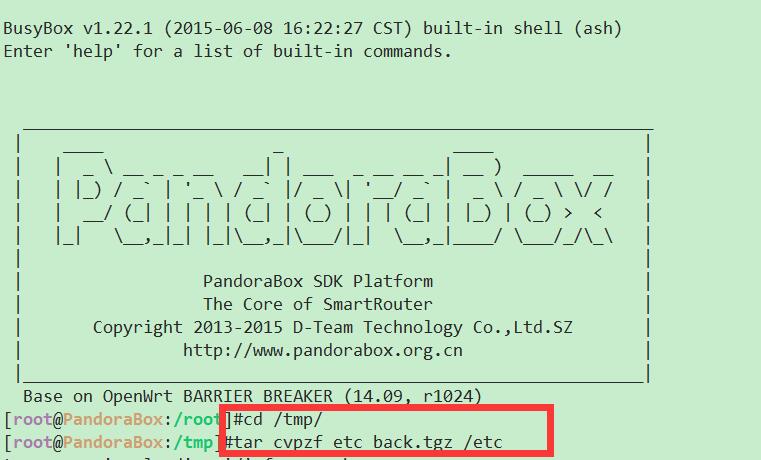 BusyBox v1.22.1 (2015-06-08 16:22:27 CST) built-in shell (ash)
Enter 'help' for a list of built-in commands.
PandoraBox
PandoraBox SDK Platform
The Core of SmartRouter
Copyright 2013-2015 D-Team Technology Co.,Ltd.SZ
http://www.pandorabox.org.cn
Base on OpenWrt BARRIER BREAKER (14.09, r1024)
[root@PandoraBox:/root]#cd /tmp/
[root@PandoraBox:/tmp]#tar cvpzf etc_back.tgz /etc